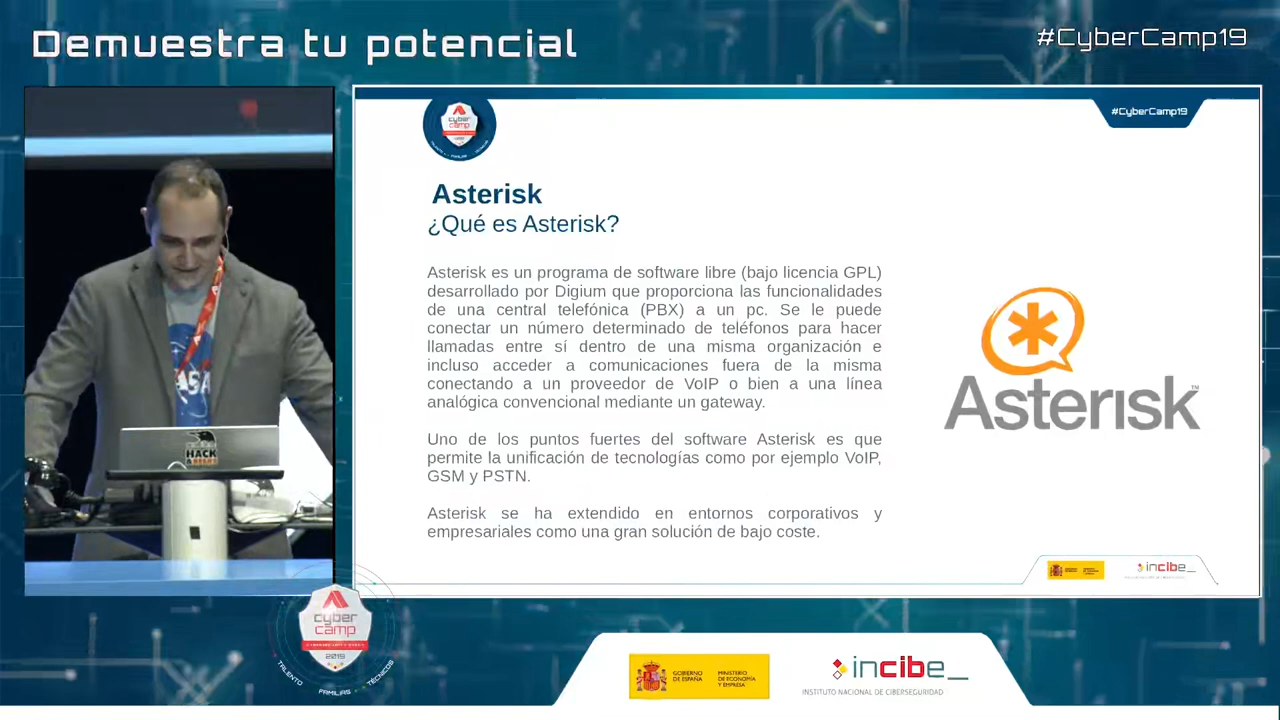 Demuestra tu potencial
#CyberCamp19
#CyberCamp19
cyber
camp
Asterisk
¿Qué es Asterisk?
Asterisk es un programa de software libre (bajo licencia GPL)
desarrollado por Digium que proporciona las funcionalidades
de una central telefónica (PBX) a un pc. Se le puede
conectar un número determinado de teléfonos para hacer
llamadas entre sí dentro de una misma organización e
incluso acceder a comunicaciones fuera de la misma
conectando a un proveedor de VoIP o bien a una línea
analógica convencional mediante un gateway.
Uno de los puntos fuertes del software Asterisk es que
permite la unificación de tecnologías como por ejemplo VoIP,
GSM y PSTN.
Asterisk se ha extendido en entornos corporativos y
empresariales como una gran solución de bajo coste.
Asterisk™
HACK
incibe_
cyber
camp
2019
TALENTO
FAMILIAS
TÉCNICOS
GOBIERNO
DE ESPAÑA
MINISTERIO
DE ECONOMÍA
Y EMPRESA
incibe_
INSTITUTO NACIONAL DE CIBERSEGURIDAD